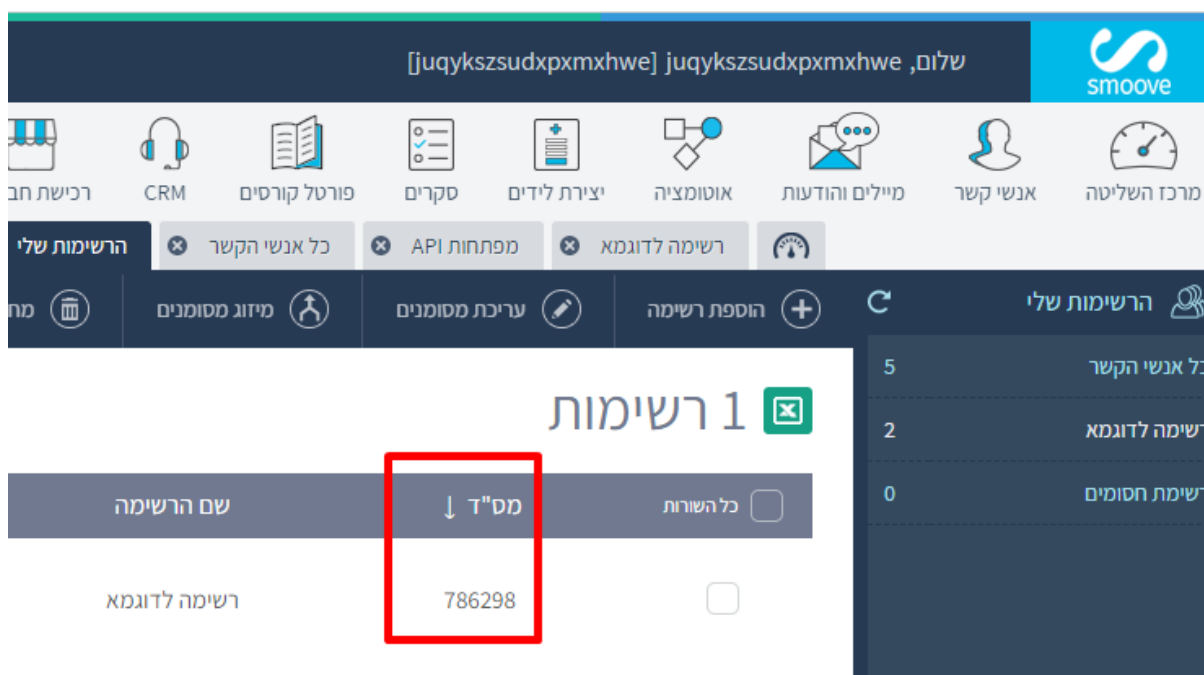 שלום, juqykszsudxpxmxhwe [juqykszsudxpxmxhwe]
smoove
מרכז השליטה
אנשי קשר
מיילים והודעות
אוטומציה
יצירת לידים
סקרים
פורטל קורסים
CRM
רכישת חב
רשימה לדוגמא
מפתחות API
כל אנשי הקשר
הרשימות שלי
הרשימות שלי
הוספת רשימה
עריכת מסומנים
מיזוג מסומנים
מח
כל אנשי הקשר 5
רשימה לדוגמא 2
רשימת חסומים 0
1 רשימות
כל השורות מס"ד ↓ שם הרשימה
786298 רשימה לדוגמא